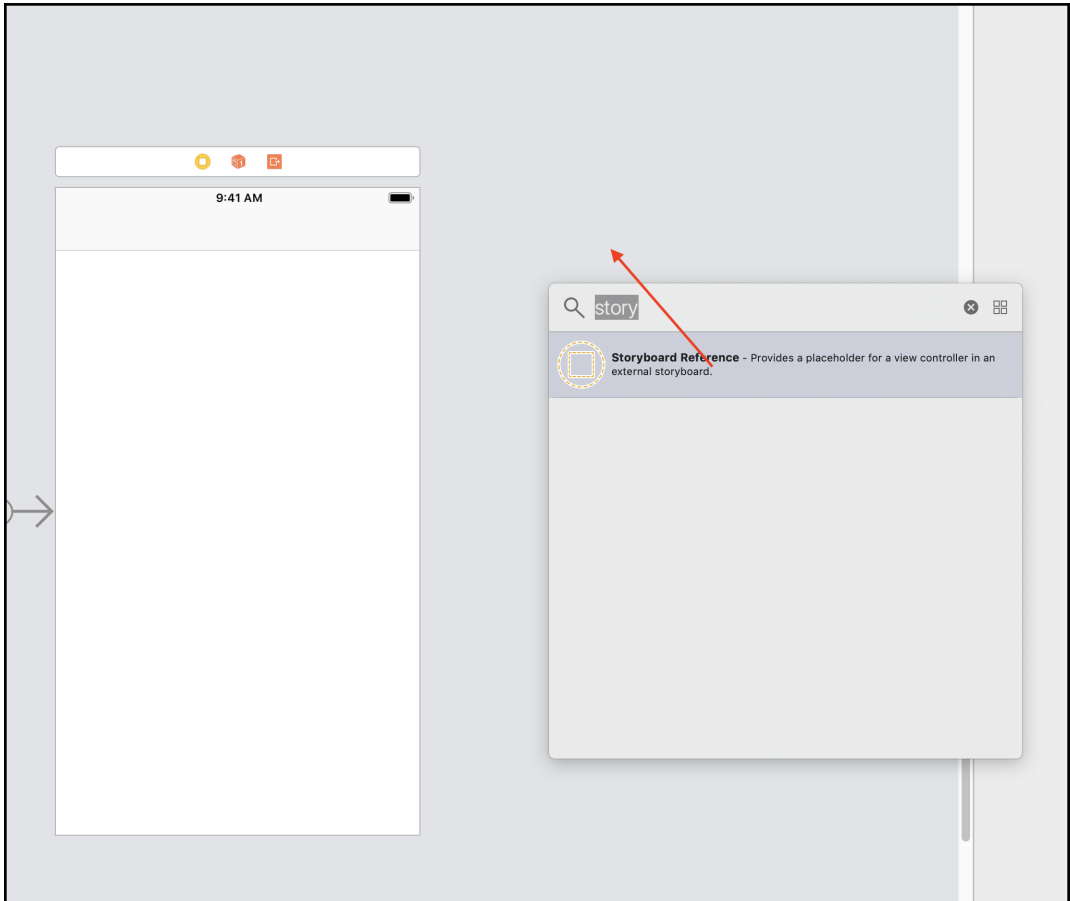 9:41 AM
story
Storyboard Reference - Provides a placeholder for a view controller in an
external storyboard.